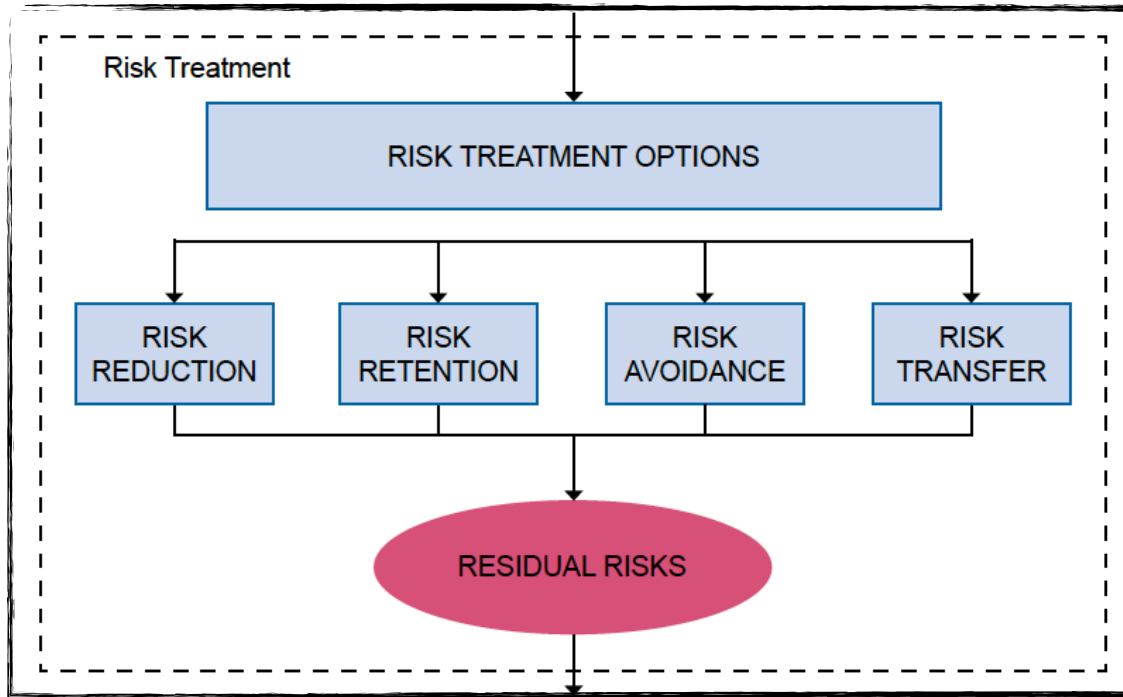 Risk Treatment
RISK TREATMENT OPTIONS
RISK
REDUCTION
RISK
RETENTION
RISK
AVOIDANCE
RISK
TRANSFER
RESIDUAL RISKS